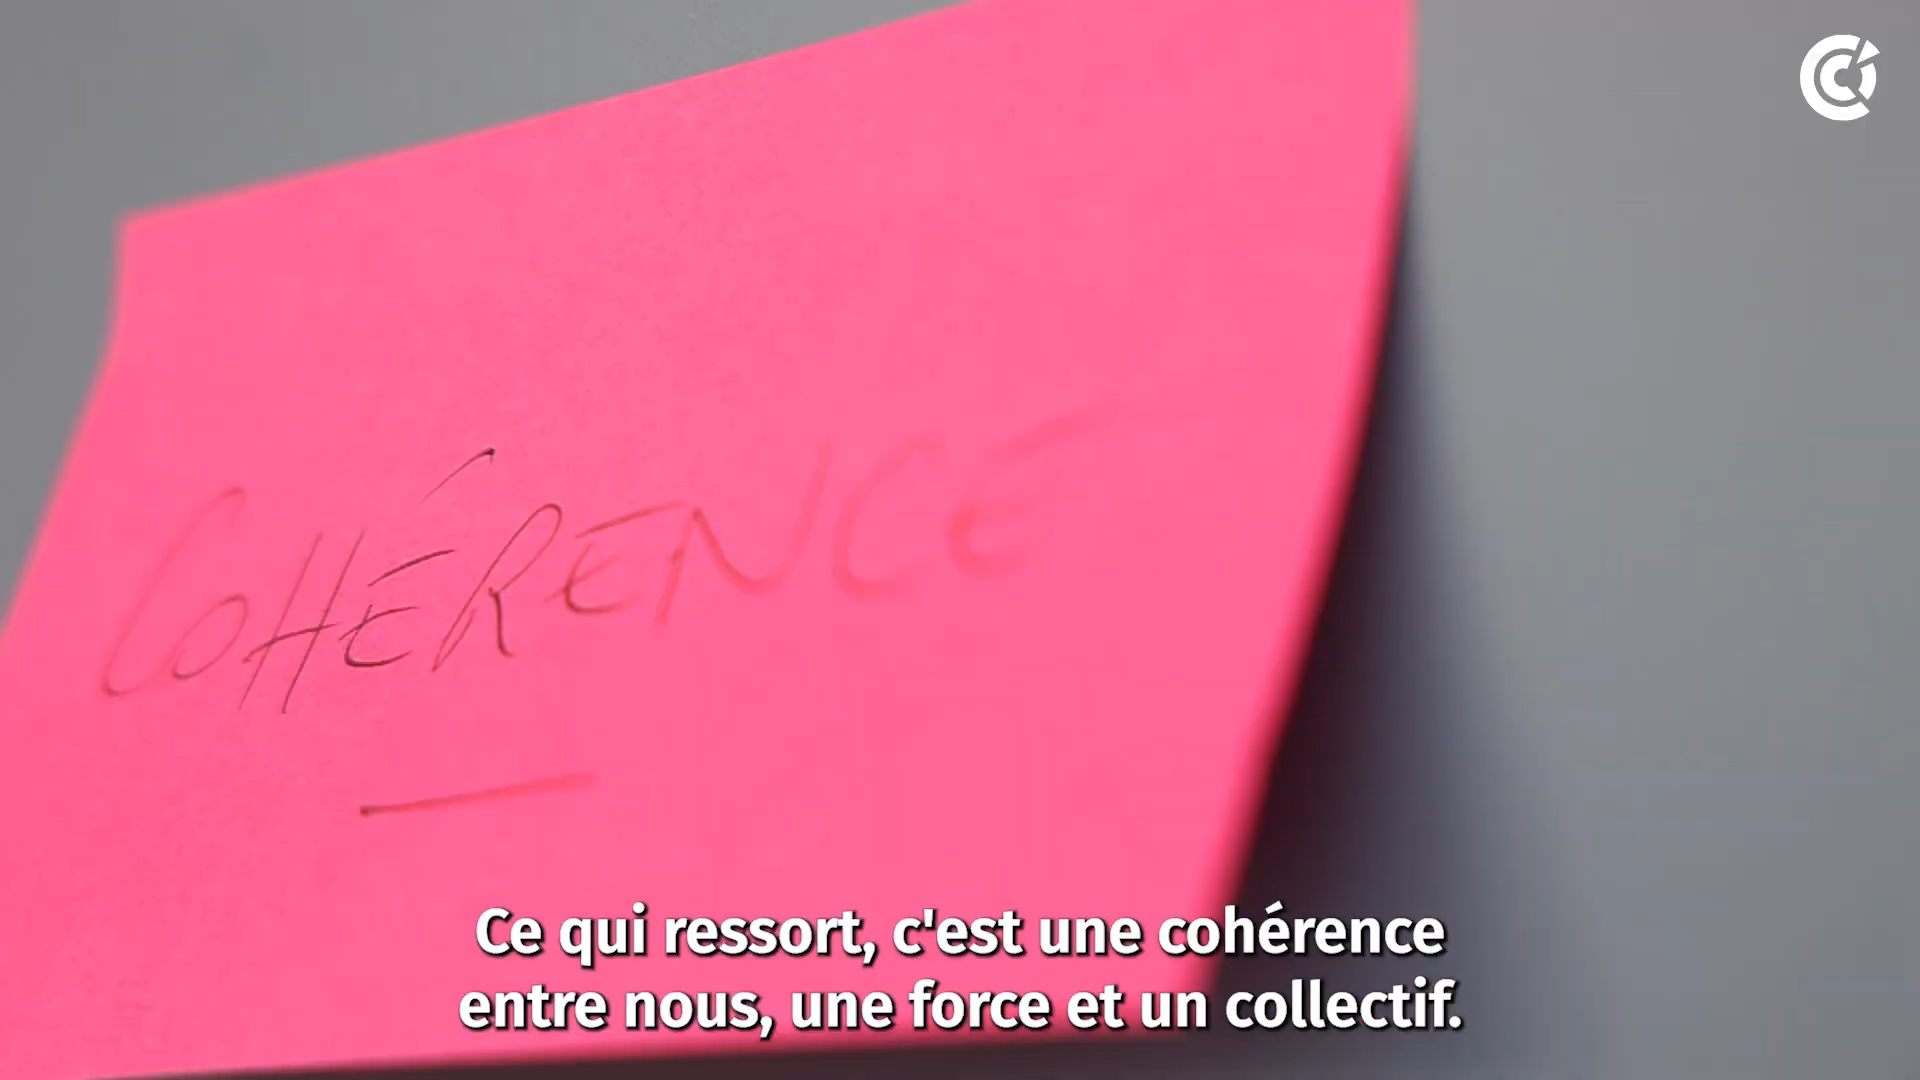 COHÉRENCE
Ce qui ressort, c'est une cohérence
entre nous, une force et un collectif.